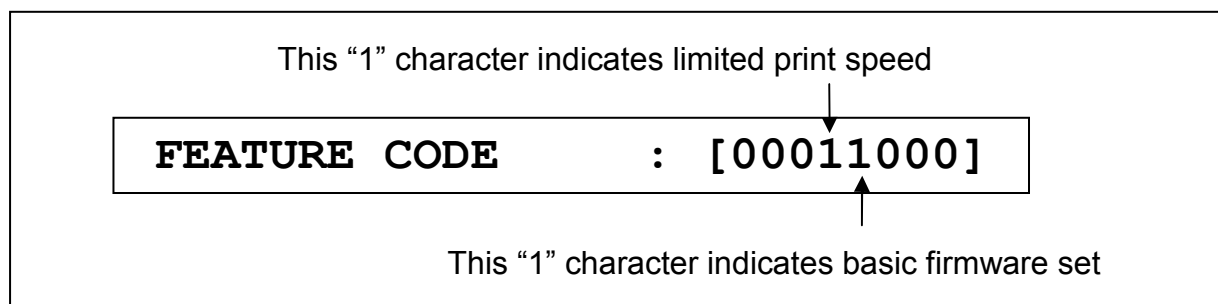 This “1” character indicates limited print speed
FEATURE CODE : [00011000]
This “1” character indicates basic firmware set